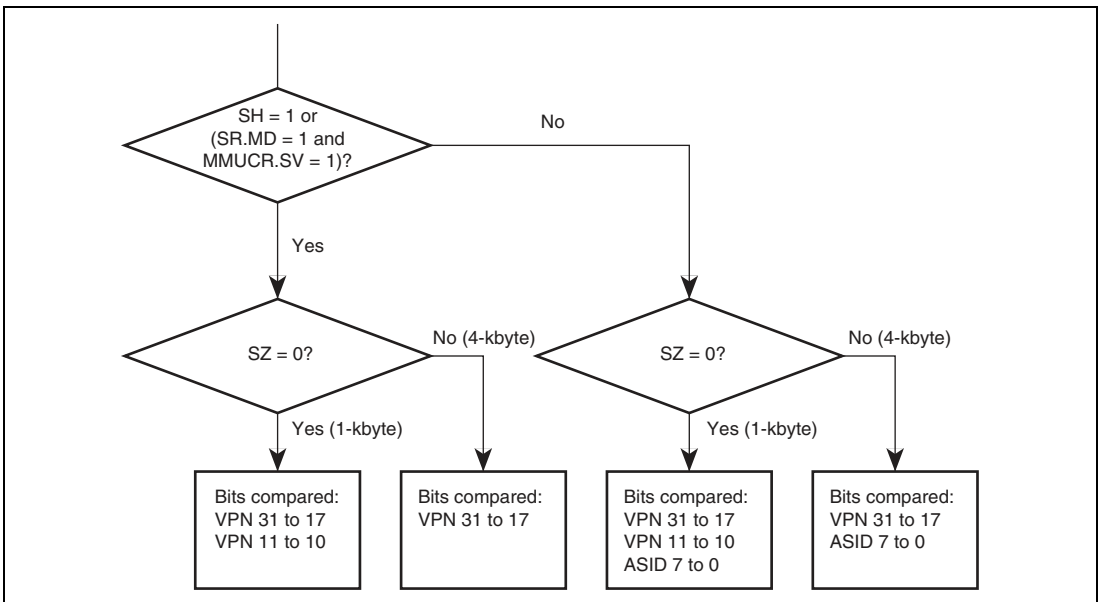 SH = 1 or
(SR.MD = 1 and
MMUCR.SV = 1)?
No
Yes
SZ = 0?
No (4-kbyte)
SZ = 0?
No (4-kbyte)
Yes (1-kbyte)
Yes (1-kbyte)
Bits compared:
VPN 31 to 17
VPN 11 to 10
Bits compared:
VPN 31 to 17
Bits compared:
VPN 31 to 17
VPN 11 to 10
ASID 7 to 0
Bits compared:
VPN 31 to 17
ASID 7 to 0